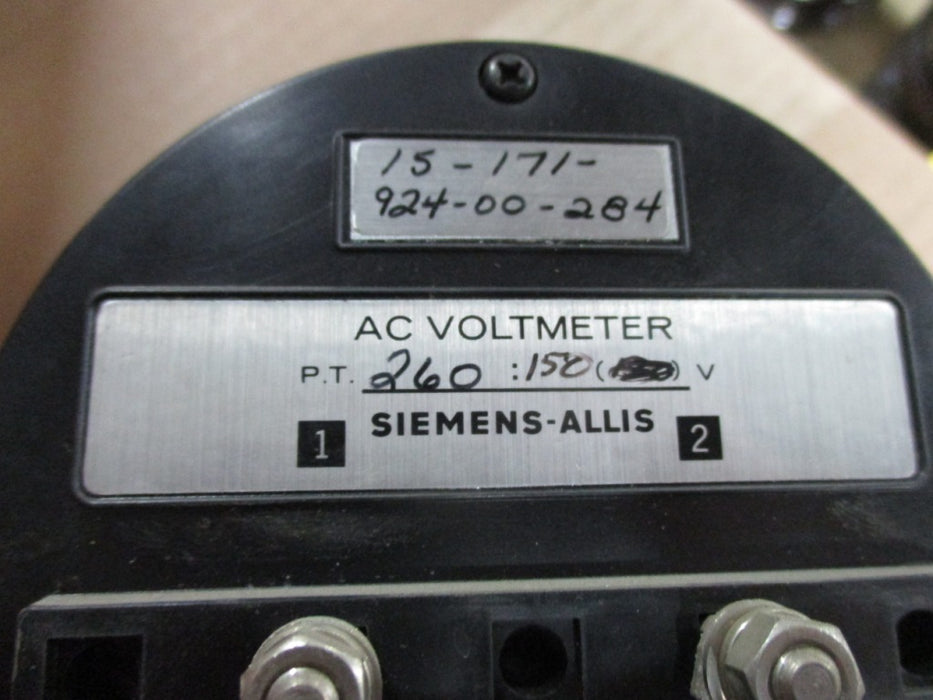 15-171-
924-00-284
AC VOLTMETER
P.T. 260 :150 ( ) V
SIEMENS-ALLIS
1 2